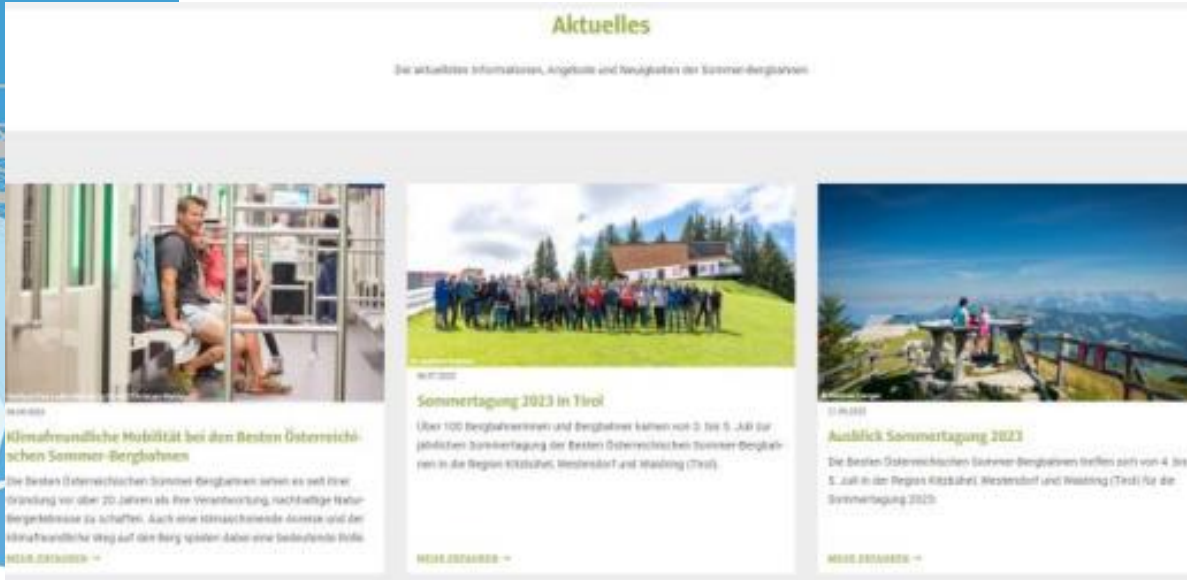 Aktuelles
Die aktuellsten Informationen, Angebote und Neuigkeiten der Sommer-Bergbahnen
Klimafreundliche Mobilität bei den Besten Österreichi-
schen Sommer-Bergbahnen
Die Besten Österreichischen Sommer-Bergbahnen sehen es seit ihrer
Gründung vor über 20 Jahren als ihre Verantwortung, nachhaltige Natur-
Bergerlebnisse zu schaffen. Auch eine klimaschonende Anreise und der
klimafreundliche Weg auf den Berg spielen dabei eine bedeutende Rolle.
MEHR ERFAHREN →
Sommertagung 2023 in Tirol
Über 100 Bergbahnerinnen und Bergbahner kamen von 3. bis 5. Juli zur
jährlichen Sommertagung der Besten Österreichischen Sommer-Bergbah-
nen in die Region Kitzbühel, Westendorf und Waidring (Tirol).
MEHR ERFAHREN →
Ausblick Sommertagung 2023
Die Besten Österreichischen Sommer-Bergbahnen treffen sich von 4. bis
5. Juli in der Region Kitzbühel, Westendorf und Waidring (Tirol) für die
Sommertagung 2023.
MEHR ERFAHREN →